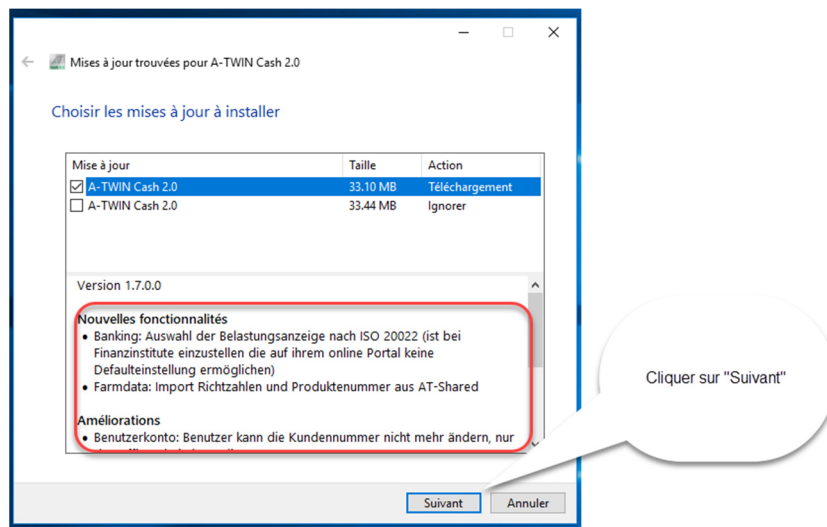 Mises à jour trouvées pour A-TWIN Cash 2.0
Choisir les mises à jour à installer
Mise à jour Taille Action
A-TWIN Cash 2.0 33.10 MB Téléchargement
A-TWIN Cash 2.0 33.44 MB Ignorer
Version 1.7.0.0
Nouvelles fonctionnalités
• Banking: Auswahl der Belastungsanzeige nach ISO 20022 (ist bei
Finanzinstitute einzustellen die auf ihrem online Portal keine
Defaulteinstellung ermöglichen)
• Farmdata: Import Richtzahlen und Produktenummer aus AT-Shared
Améliorations
• Benutzerkonto: Benutzer kann die Kundennummer nicht mehr ändern, nur
Cliquer sur "Suivant"
Suivant Annuler